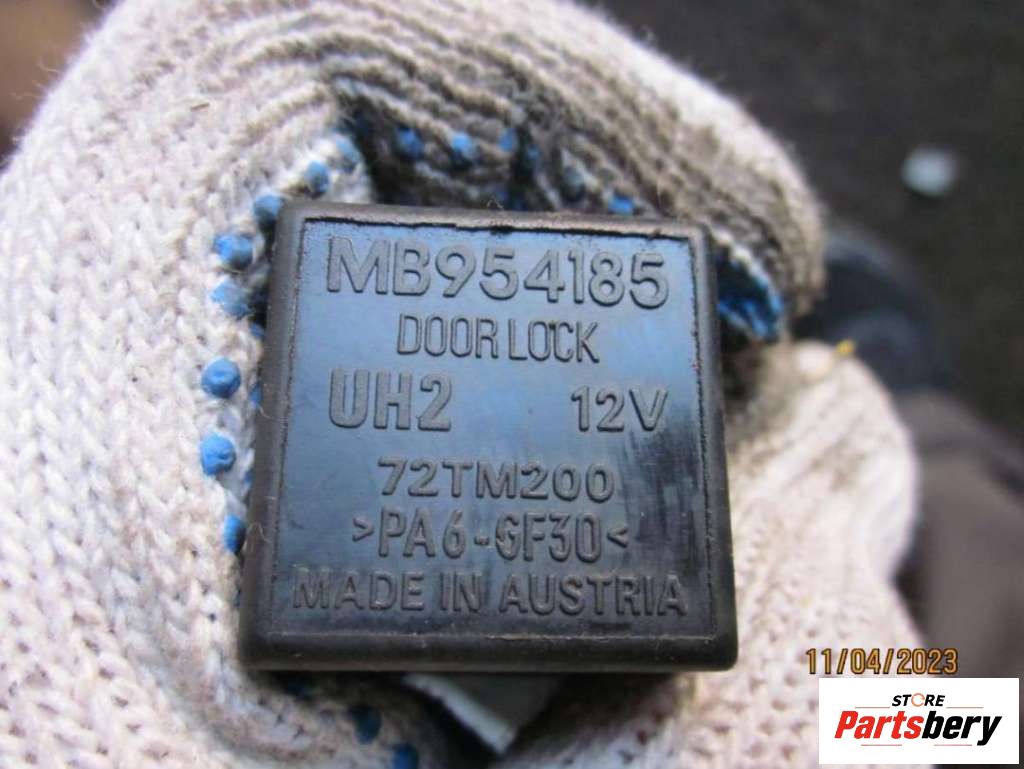 MB954185
DOOR LOCK
UH2 12V
72TM200
>PA6-GF30<
MADE IN AUSTRIA
11/04/2023
STORE
Partsbery